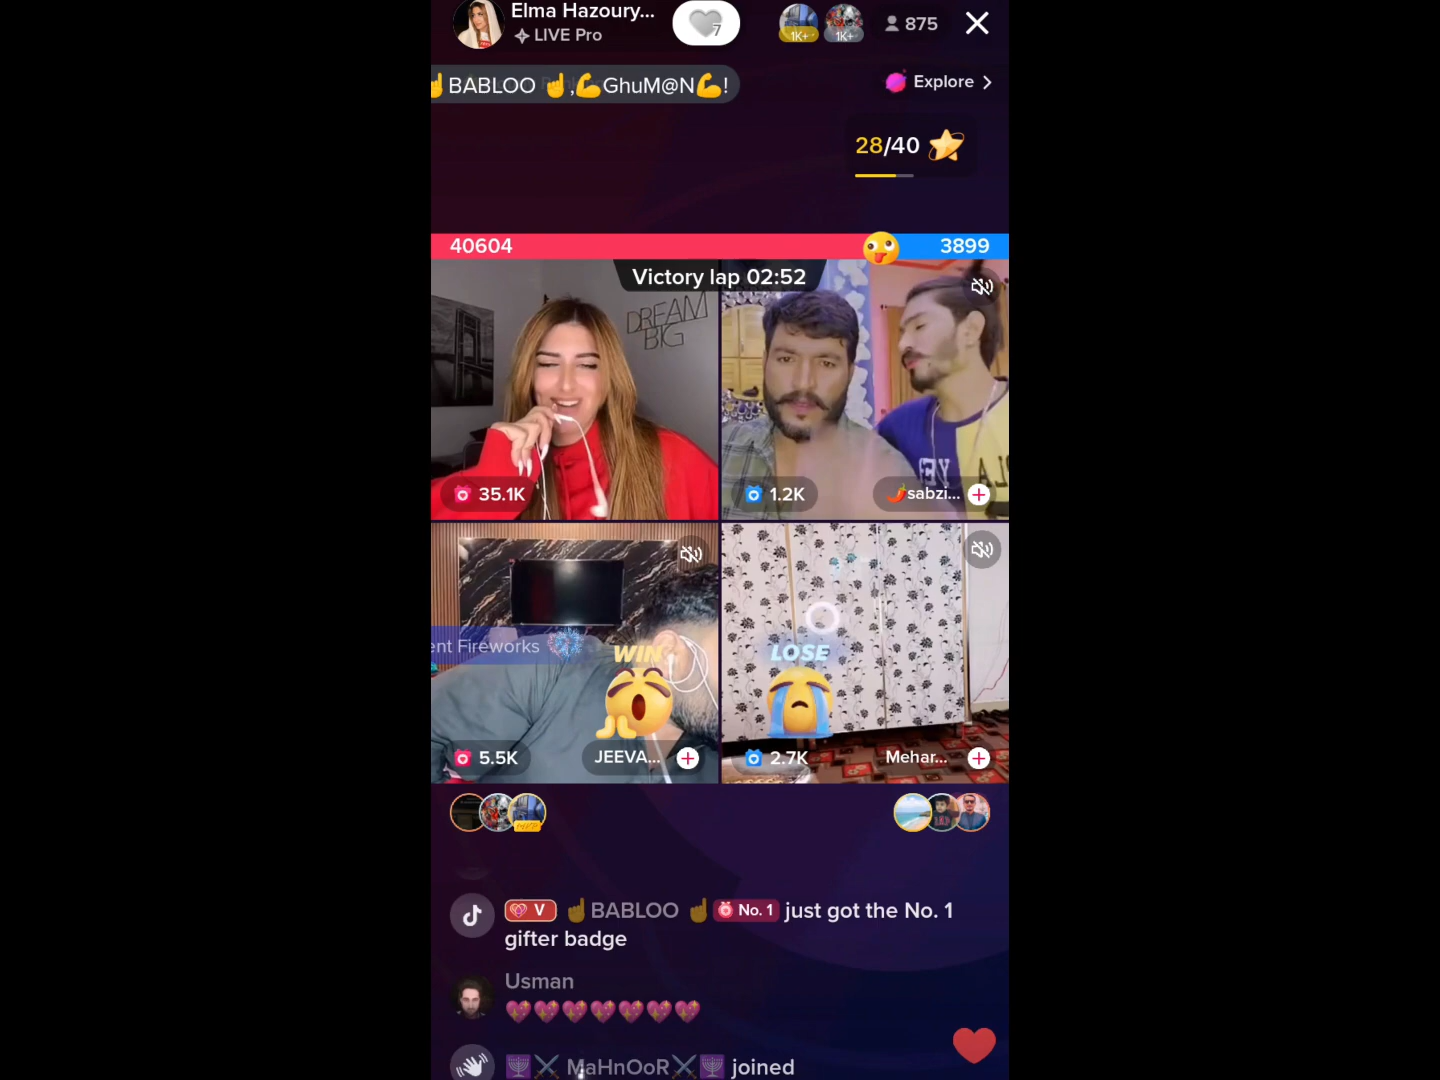 Elma Hazoury...
LIVE Pro
7
1K+
1K+
875
☝BABLOO ☝,💪GhuM@N💪!
Explore
28/40
40604
3899
Victory lap 02:52
DREAM
BIG
35.1K
1.2K
🌶️sabzi...
ent Fireworks
WIN
LOSE
5.5K
JEEVA...
2.7K
Mehar...
V ☝BABLOO ☝ No. 1 just got the No. 1
gifter badge
Usman
💖💖💖💖💖💖💖
🕎⚔️ MaHnOoR⚔️🕎 joined